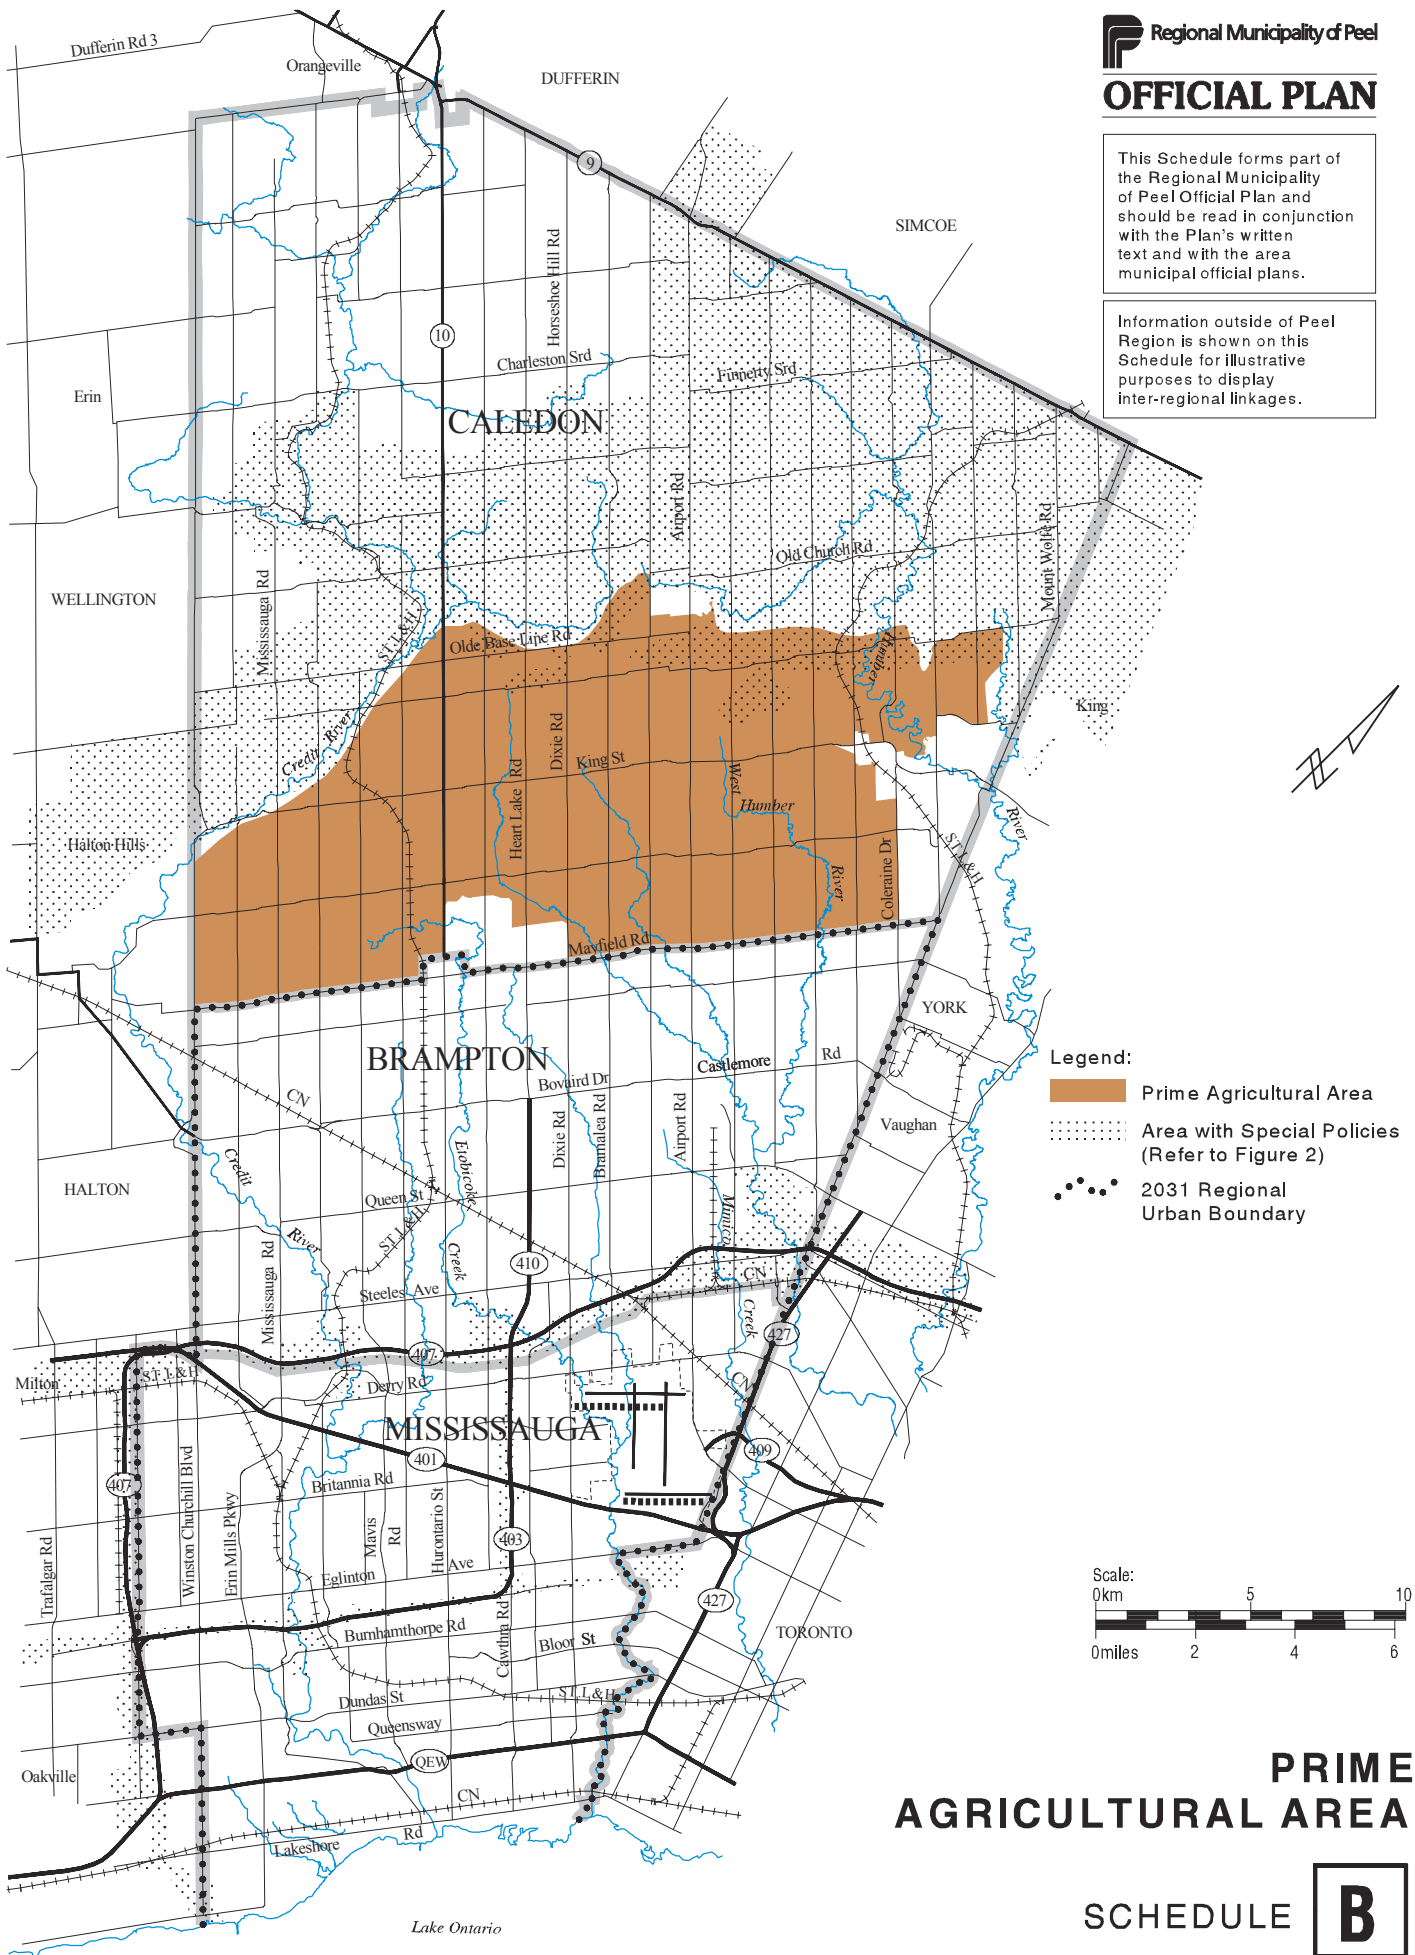 Regional Municipality of Peel
OFFICIAL PLAN
This Schedule forms part of
the Regional Municipality
of Peel Official Plan and
should be read in conjunction
with the Plan's written
text and with the area
municipal official plans.
Information outside of Peel
Region is shown on this
Schedule for illustrative
purposes to display
inter-regional linkages.
Dufferin Rd 3
Orangeville
DUFFERIN
9
SIMCOE
Horseshoe Hill Rd
10
Charleston Srd
Finnerty Srd
Erin
CALEDON
Airport Rd
Mount Wolfe Rd
Old Church Rd
WELLINGTON
Mississauga Rd
ST L & H
Olde Base Line Rd
Humber
King
Credit River
Dixie Rd
King St
Heart Lake Rd
West
Humber
River
River
ST L & H
Halton Hills
Coleraine Dr
Mayfield Rd
YORK
BRAMPTON
Castlemore Rd
Bovaird Dr
CN
Dixie Rd
Bramalea Rd
Airport Rd
Vaughan
Etobicoke
Creek
Credit
River
HALTON
Queen St
ST L & H
Mimico
Creek
Mississauga Rd
410
CN
Steeles Ave
427
407
Milton
ST L & H
Derry Rd
CN
MISSISSAUGA
401
409
407
Britannia Rd
Winston Churchill Blvd
Erin Mills Pkwy
Mavis
Rd
Hurontario St
403
Trafalgar Rd
Eglinton
Ave
427
Burnhamthorpe Rd
Cawthra Rd
Bloor St
TORONTO
Dundas St
ST L & H
Queensway
QEW
Oakville
CN
Lakeshore
Rd
Lake Ontario
Legend:
Prime Agricultural Area
Area with Special Policies
(Refer to Figure 2)
2031 Regional
Urban Boundary
Scale:
0km 5 10
0miles 2 4 6
PRIME
AGRICULTURAL AREA
SCHEDULE B